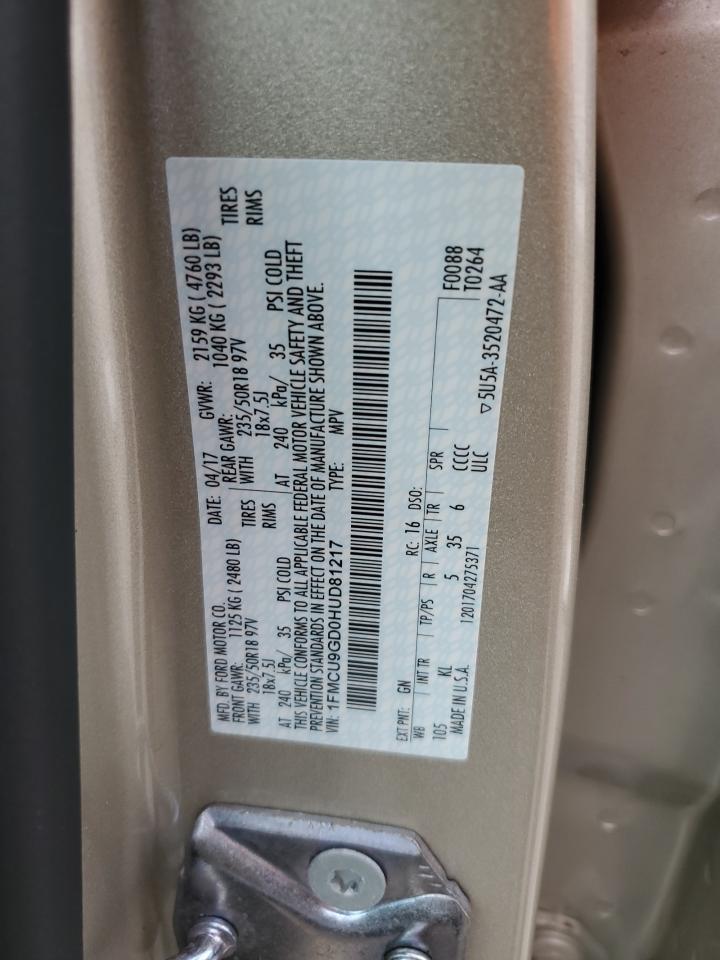 MFD. BY FORD MOTOR CO. DATE: 04/17 GVWR: 2159 KG ( 4760 LB)
FRONT GAWR: 1125 KG ( 2480 LB) REAR GAWR: 1040 KG ( 2293 LB)
WITH 235/50R18 97V TIRES WITH 235/50R18 97V TIRES
18x7.5J RIMS 18x7.5J RIMS
AT 240 kPa/ 35 PSI COLD AT 240 kPa/ 35 PSI COLD
THIS VEHICLE CONFORMS TO ALL APPLICABLE FEDERAL MOTOR VEHICLE SAFETY AND THEFT
PREVENTION STANDARDS IN EFFECT ON THE DATE OF MANUFACTURE SHOWN ABOVE.
VIN: 1FMCU9GD0HUD81217 TYPE: MPV
EXT PNT: GN RC: 16 DSO: F0088
WB INT TR TP/PS R AXLE TR SPR T0264
105 KL 5 35 6 CCCC
MADE IN U.S.A. 1201704275371 ULC ▽5U5A-3520472-AA